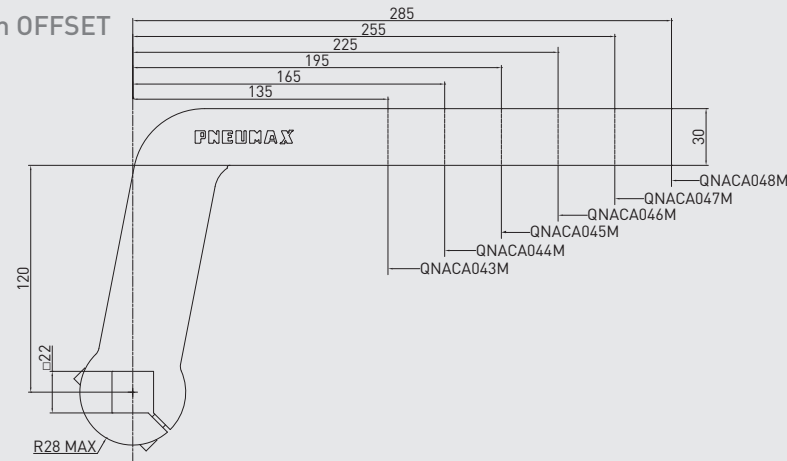 n OFFSET
285
255
225
195
165
135
PNEUMAX
30
QNACA048M
QNACA047M
QNACA046M
QNACA045M
QNACA044M
QNACA043M
120
□22
R28 MAX